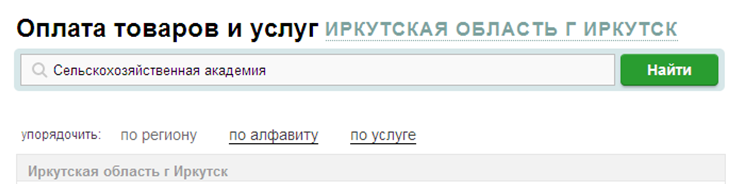 Оплата товаров и услуг ИРКУТСКАЯ ОБЛАСТЬ Г ИРКУТСК
Сельскохозяйственная академия Найти
упорядочить: по региону по алфавиту по услуге
Иркутская область г Иркутск